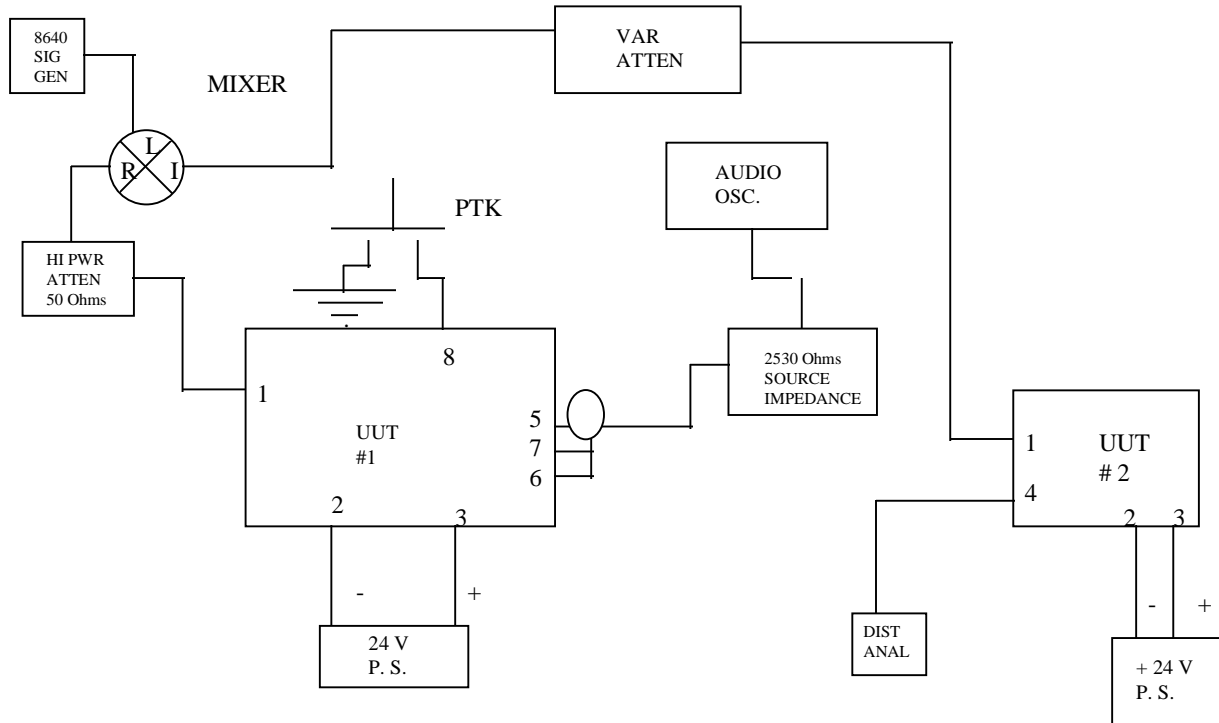 8640
SIG
GEN
MIXER
VAR
ATTEN
L
R
I
AUDIO
OSC.
PTK
HI PWR
ATTEN
50 Ohms
8
1
2530 Ohms
SOURCE
IMPEDANCE
5
7
6
UUT
#1
2
3
1
UUT
# 2
4
2
3
-
+
-
+
24 V
P. S.
DIST
ANAL
+ 24 V
P. S.